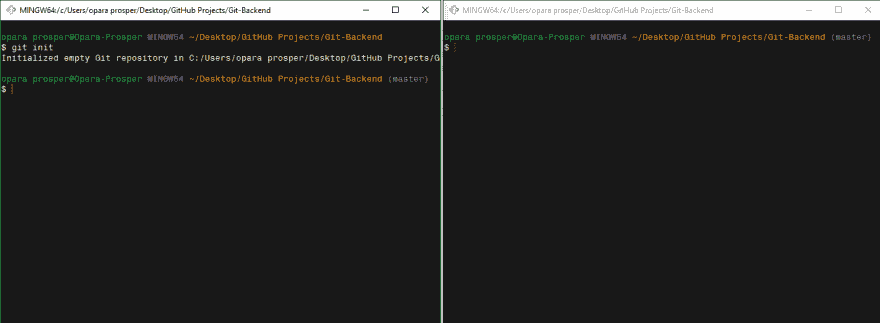 MINGW64:/c/Users/opara prosper/Desktop/GitHub Projects/Git-Backend
opara prosper@Opara-Prosper MINGW64 ~/Desktop/GitHub Projects/Git-Backend
$ git init
Initialized empty Git repository in C:/Users/opara prosper/Desktop/GitHub Projects/G
opara prosper@Opara-Prosper MINGW64 ~/Desktop/GitHub Projects/Git-Backend (master)
$
MINGW64:/c/Users/opara prosper/Desktop/GitHub Projects/Git-Backend
opara prosper@Opara-Prosper MINGW64 ~/Desktop/GitHub Projects/Git-Backend (master)
$